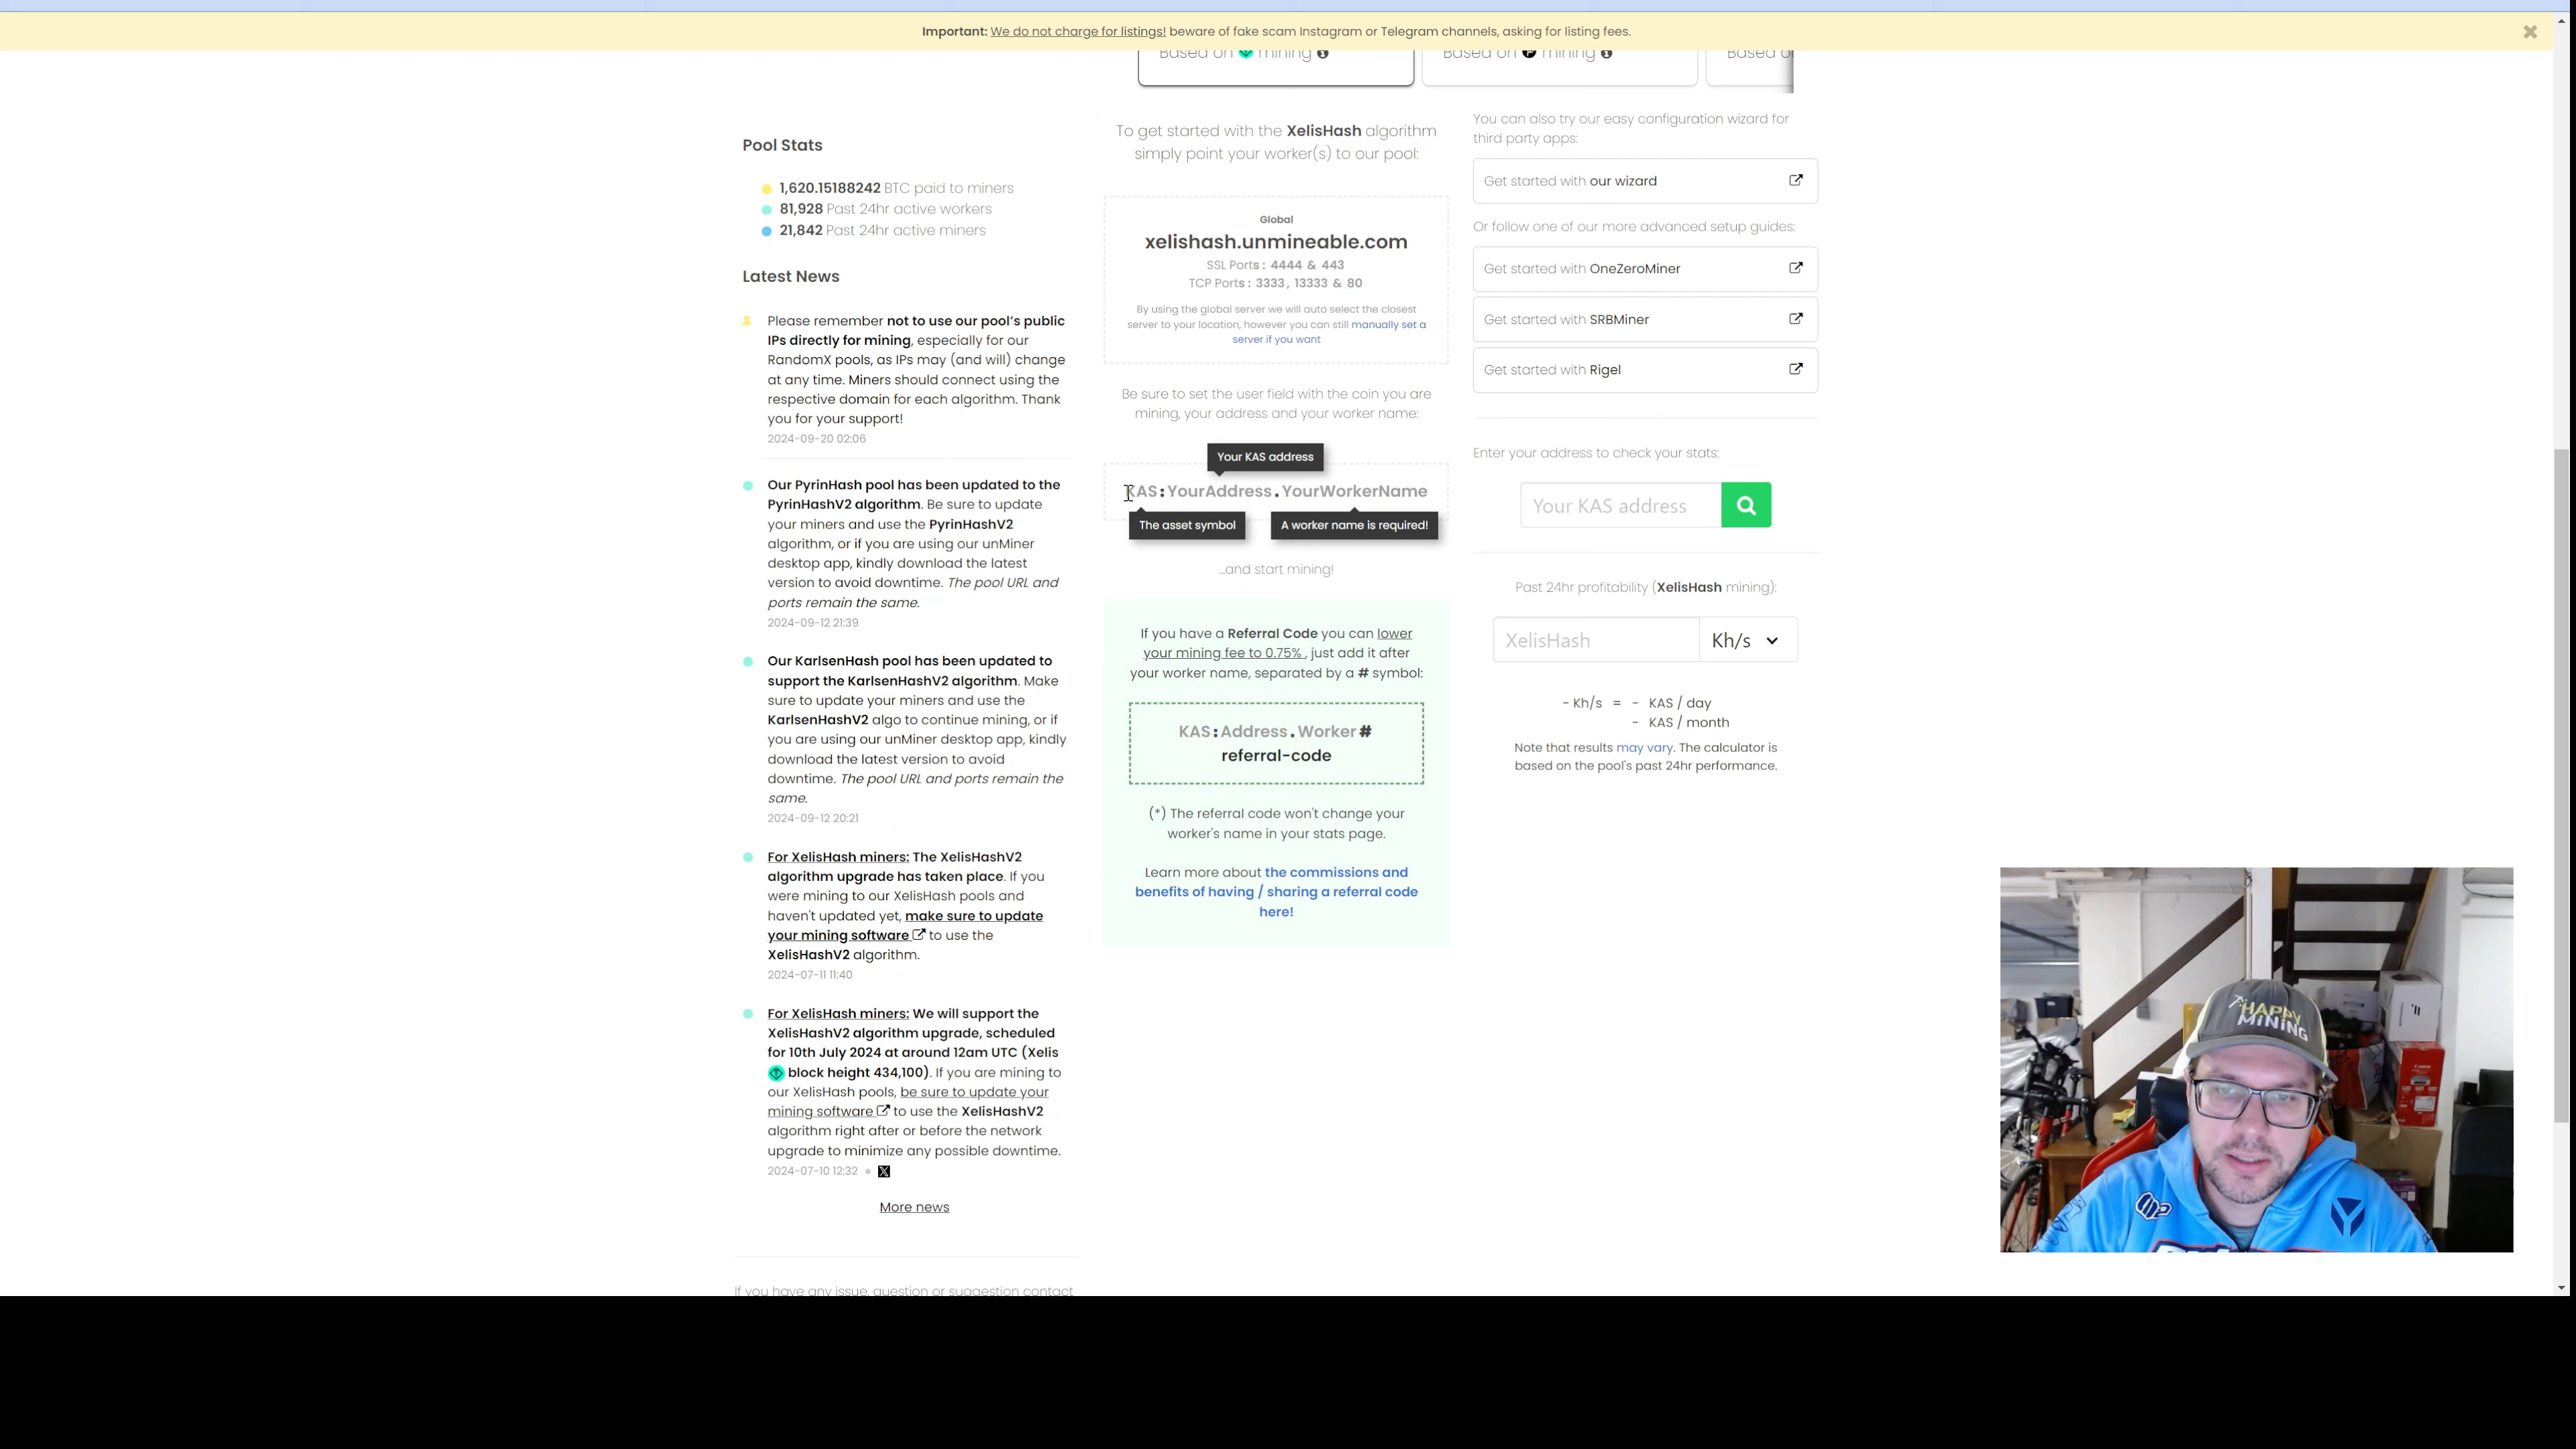 Important: We do not charge for listings! beware of fake scam Instagram or Telegram channels, asking for listing fees.
Based on mining
Based on mining
Based o
Pool Stats
1,620.15188242 BTC paid to miners
81,928 Past 24hr active workers
21,842 Past 24hr active miners
Latest News
Please remember not to use our pool's public
IPs directly for mining, especially for our
RandomX pools, as IPs may (and will) change
at any time. Miners should connect using the
respective domain for each algorithm. Thank
you for your support!
2024-09-20 02:06
Our PyrinHash pool has been updated to the
PyrinHashV2 algorithm. Be sure to update
your miners and use the PyrinHashV2
algorithm, or if you are using our unMiner
desktop app, kindly download the latest
version to avoid downtime. The pool URL and
ports remain the same.
2024-09-12 21:39
Our KarlsenHash pool has been updated to
support the KarlsenHashV2 algorithm. Make
sure to update your miners and use the
KarlsenHashV2 algo to continue mining, or if
you are using our unMiner desktop app, kindly
download the latest version to avoid
downtime. The pool URL and ports remain the
same.
2024-09-12 20:21
For XelisHash miners: The XelisHashV2
algorithm upgrade has taken place. If you
were mining to our XelisHash pools and
haven't updated yet, make sure to update
your mining software to use the
XelisHashV2 algorithm.
2024-07-11 11:40
For XelisHash miners: We will support the
XelisHashV2 algorithm upgrade, scheduled
for 10th July 2024 at around 12am UTC (Xelis
block height 434,100). If you are mining to
our XelisHash pools, be sure to update your
mining software to use the XelisHashV2
algorithm right after or before the network
upgrade to minimize any possible downtime.
2024-07-10 12:32
More news
If you have any issue, question or suggestion contact
To get started with the XelisHash algorithm
simply point your worker(s) to our pool:
Global
xelishash.unmineable.com
SSL Ports: 4444 & 443
TCP Ports: 3333, 13333 & 80
By using the global server we will auto select the closest
server to your location, however you can still manually set a
server if you want
Be sure to set the user field with the coin you are
mining, your address and your worker name:
Your KAS address
KAS:YourAddress.YourWorkerName
The asset symbol
A worker name is required!
...and start mining!
If you have a Referral Code you can lower
your mining fee to 0.75%, just add it after
your worker name, separated by a # symbol:
KAS:Address.Worker#
referral-code
(*) The referral code won't change your
worker's name in your stats page.
Learn more about the commissions and
benefits of having / sharing a referral code
here!
You can also try our easy configuration wizard for
third party apps:
Get started with our wizard
Or follow one of our more advanced setup guides:
Get started with OneZeroMiner
Get started with SRBMiner
Get started with Rigel
Enter your address to check your stats:
Your KAS address
Past 24hr profitability (XelisHash mining):
XelisHash
Kh/s
- Kh/s = - KAS / day
- KAS / month
Note that results may vary. The calculator is
based on the pool's past 24hr performance.
HAPPY
MiNiNG